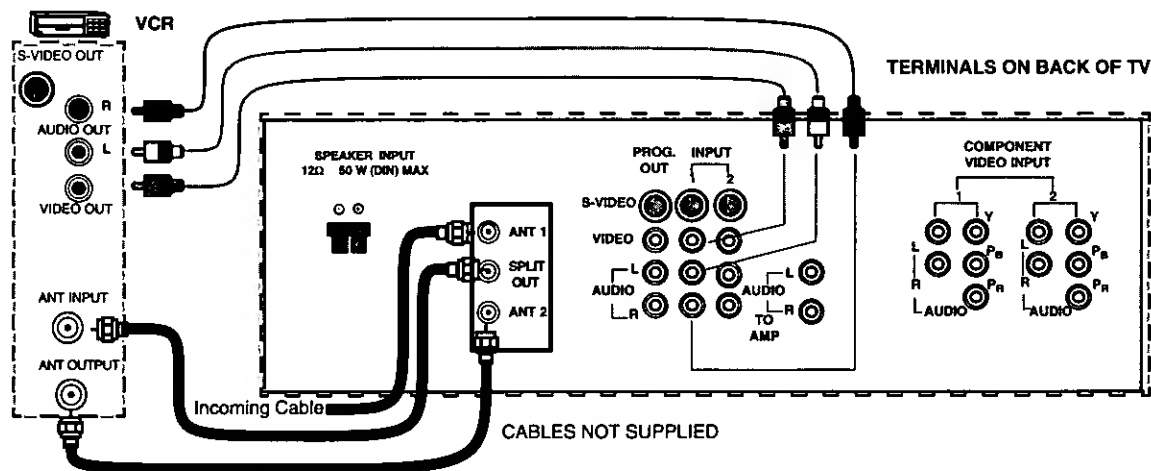 VCR
S-VIDEO OUT
R
AUDIO OUT
L
VIDEO OUT
ANT INPUT
ANT OUTPUT
TERMINALS ON BACK OF TV
SPEAKER INPUT
12Ω 50 W (DIN) MAX
ANT 1
SPLIT
OUT
ANT 2
PROG.
OUT
INPUT
1
2
S-VIDEO
VIDEO
L
AUDIO
R
L
AUDIO
R
TO
AMP
COMPONENT
VIDEO INPUT
1
2
Y
L
PB
R
PR
AUDIO
Y
L
PB
R
PR
AUDIO
Incoming Cable
CABLES NOT SUPPLIED